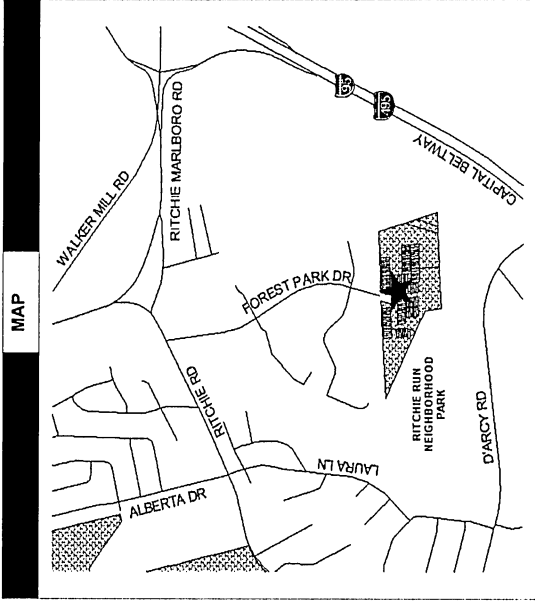 MAP
WALKER MILL RD
RITCHIE MARLBORO RD
95
495
CAPITAL BELTWAY
FOREST PARK DR
RITCHIE RD
RITCHIE RUN
NEIGHBORHOOD
PARK
D'ARCY RD
LAURA LN
ALBERTA DR